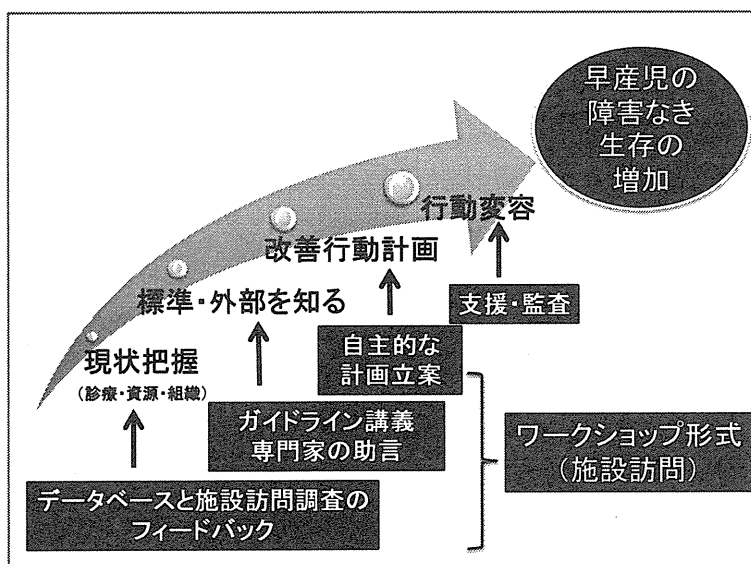 早産児の
障害なき
生存の
増加
行動変容
改善行動計画
標準・外部を知る
現状把握
(診療・資源・組織)
支援・監査
自主的な
計画立案
ガイドライン講義
専門家の助言
データベースと施設訪問調査の
フィードバック
ワークショップ形式
(施設訪問)